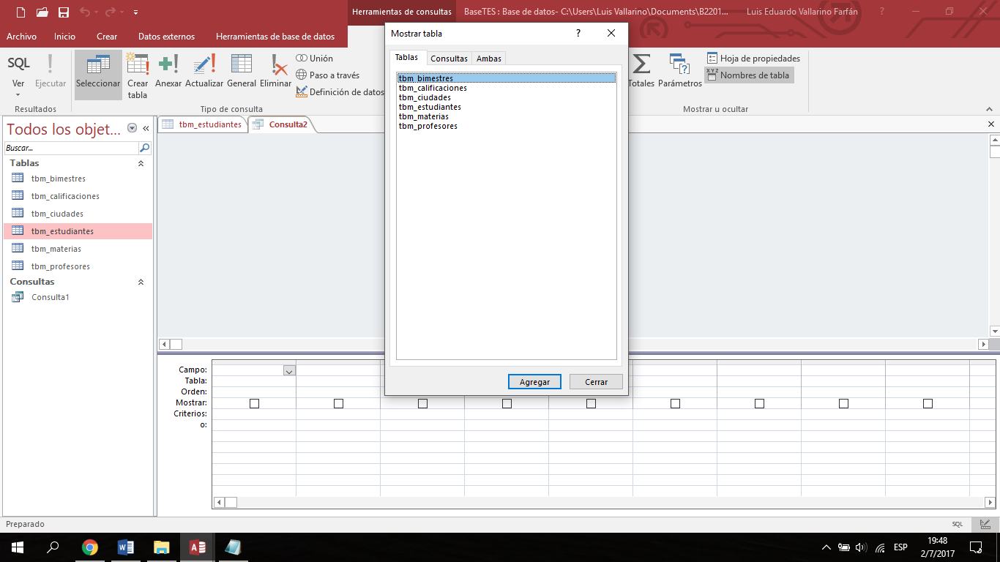 Herramientas de consultas
BaseTES : Base de datos- C:\Users\Luis Vallarino\Documents\B2201...
Luis Eduardo Vallarino Farfán
?
Archivo
Inicio
Crear
Datos externos
Herramientas de base de datos
SQL
Ver
Ejecutar
Resultados
Seleccionar
Crear
tabla
Anexar
Actualizar
General
Eliminar
Unión
Paso a través
Definición de datos
Tipo de consulta
Totales
Parámetros
Hoja de propiedades
XYZ
Nombres de tabla
Mostrar u ocultar
Mostrar tabla
?
Tablas
Consultas
Ambas
tbm_bimestres
tbm_calificaciones
tbm_ciudades
tbm_estudiantes
tbm_materias
tbm_profesores
Agregar
Cerrar
Todos los objet...
«
Buscar...
Tablas
tbm_bimestres
tbm_calificaciones
tbm_ciudades
tbm_estudiantes
tbm_materias
tbm_profesores
Consultas
Consulta1
tbm_estudiantes
Consulta2
Campo:
Tabla:
Orden:
Mostrar:
Criterios:
o:
Preparado
SQL
ESP
19:48
2/7/2017